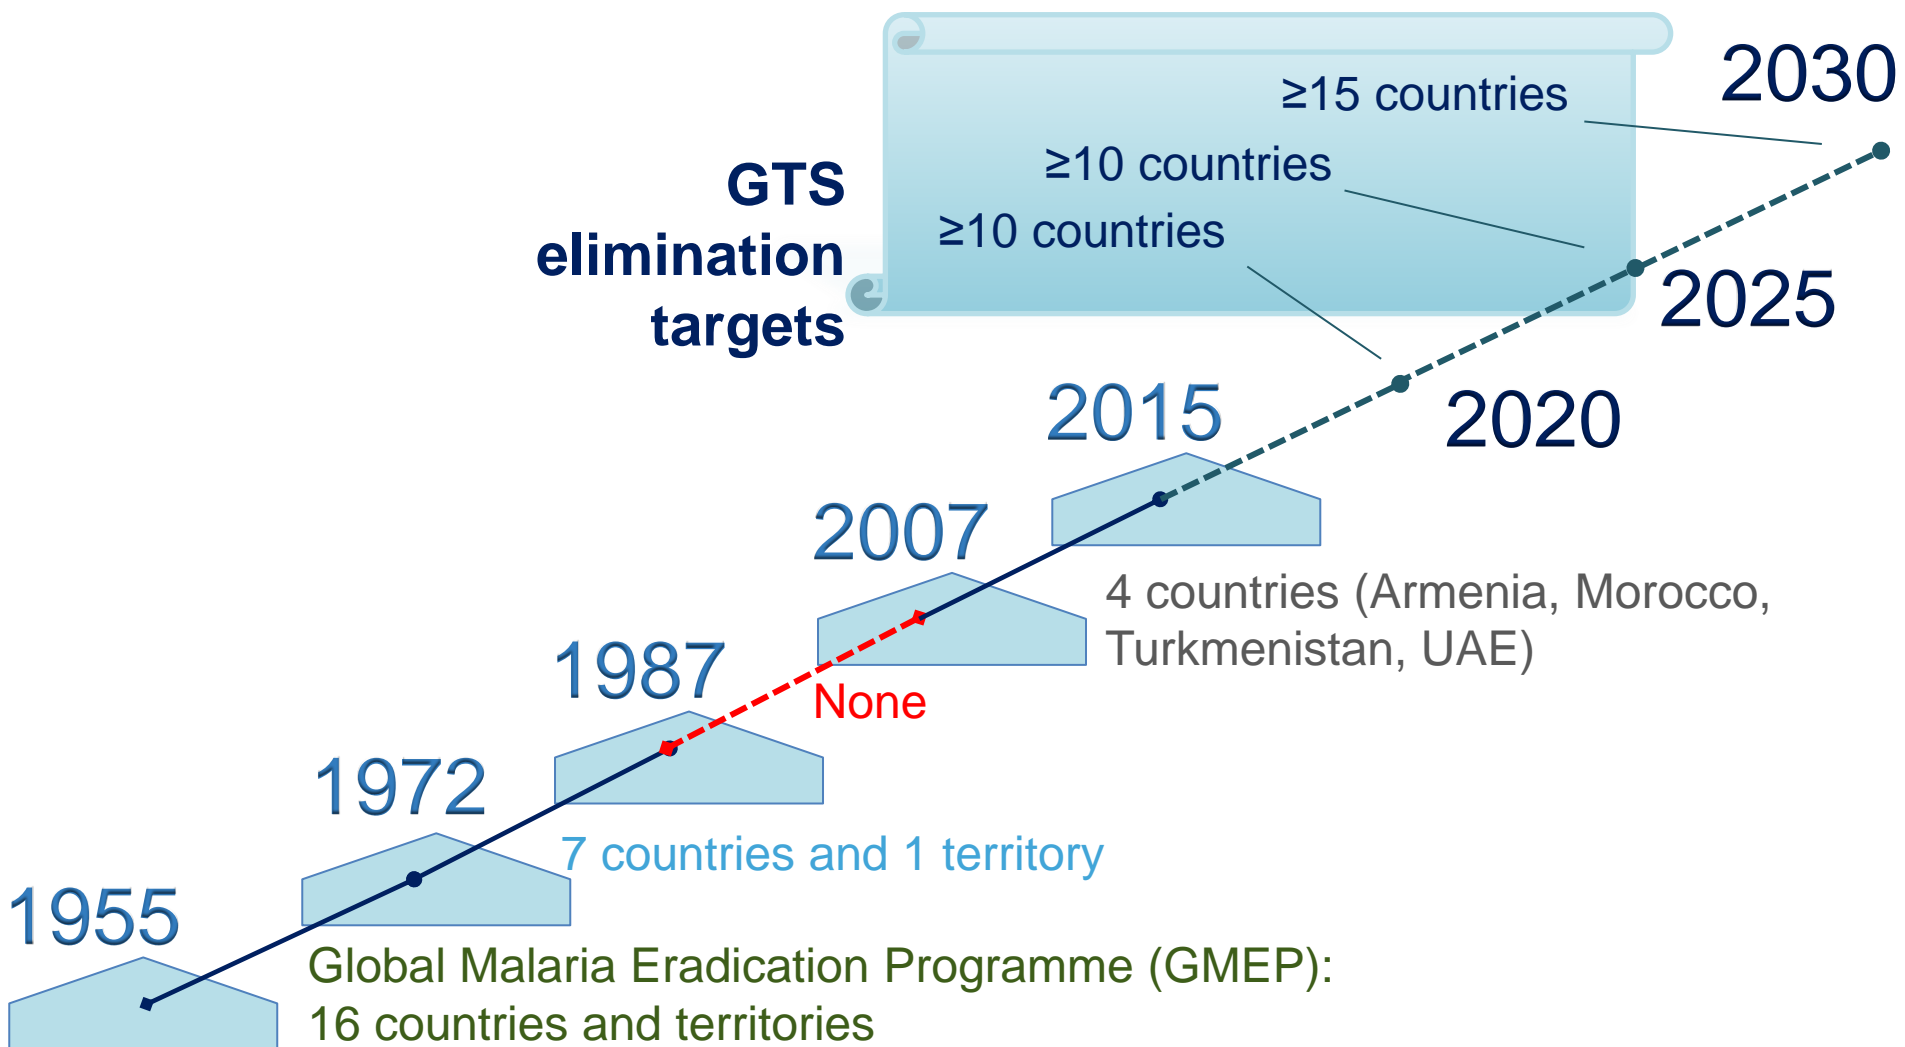 2030
≥15 countries
≥10 countries
≥10 countries
GTS
elimination
targets
2025
2020
2015
2007
4 countries (Armenia, Morocco,
Turkmenistan, UAE)
1987
None
1972
7 countries and 1 territory
1955
Global Malaria Eradication Programme (GMEP):
16 countries and territories